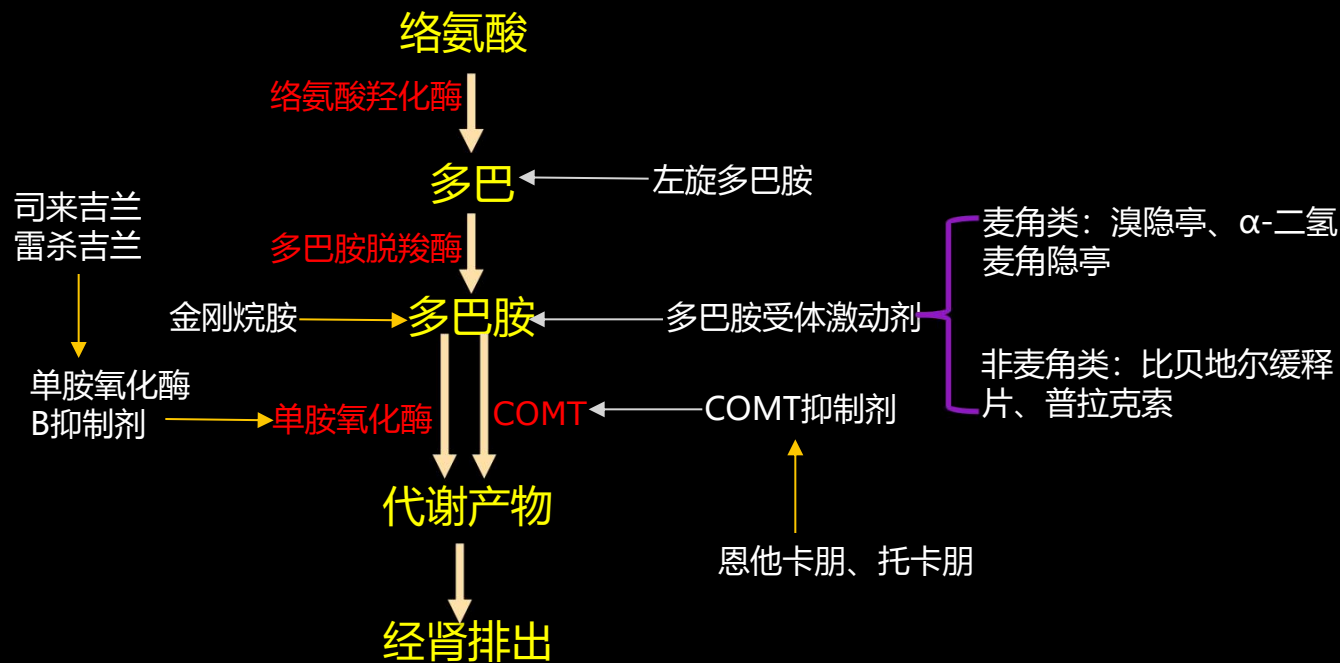 络氨酸
络氨酸羟化酶
多巴
左旋多巴胺
司来吉兰
雷杀吉兰
多巴胺脱羧酶
麦角类：溴隐亭、α-二氢
麦角隐亭
金刚烷胺
多巴胺
多巴胺受体激动剂
单胺氧化酶
B抑制剂
单胺氧化酶
COMT
COMT抑制剂
非麦角类：比贝地尔缓释
片、普拉克索
代谢产物
恩他卡朋、托卡朋
经肾排出